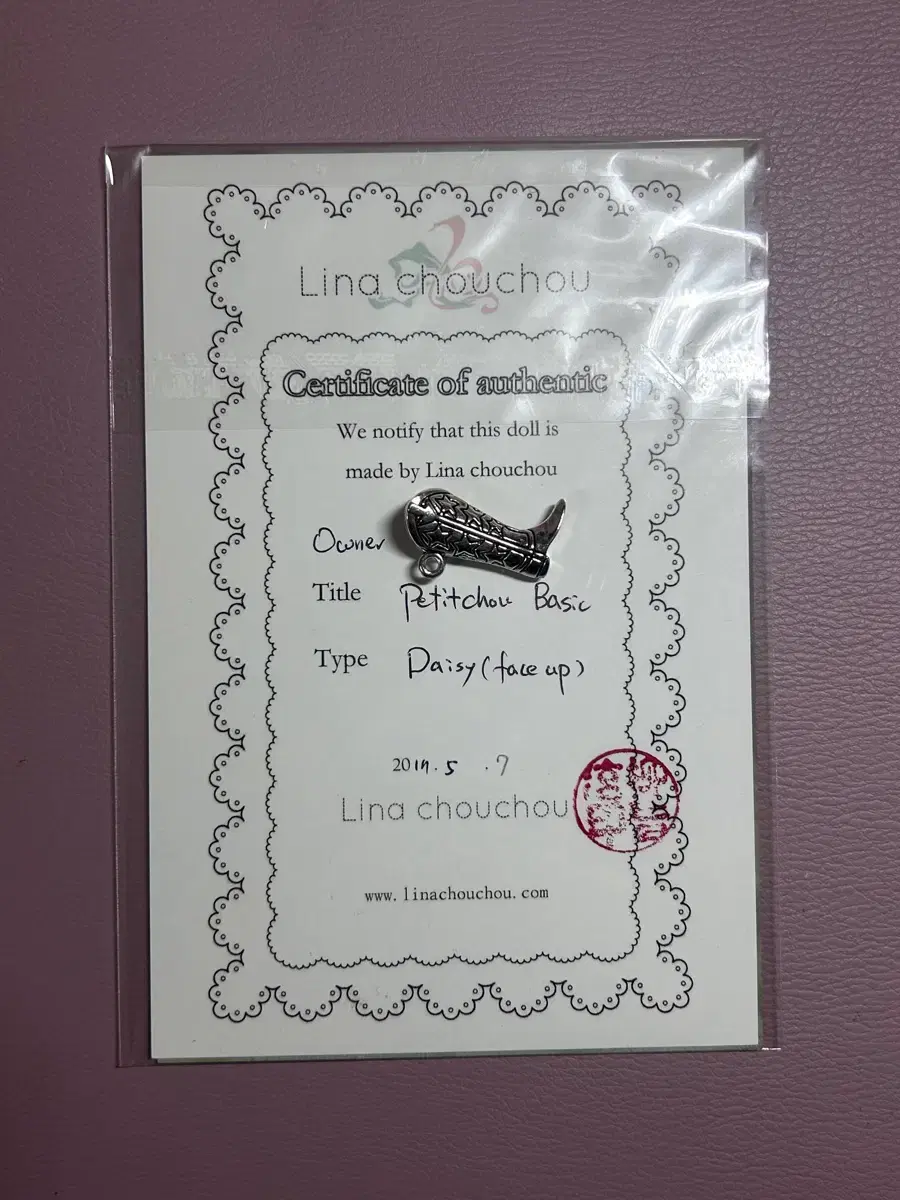 Lina chouchou
Certificate of authentic
We notify that this doll is
made by Lina chouchou
Owner
Title Petitchou Basic
Type Daisy (face up)
.5 .7
Lina chouchou
www.linachouchou.com